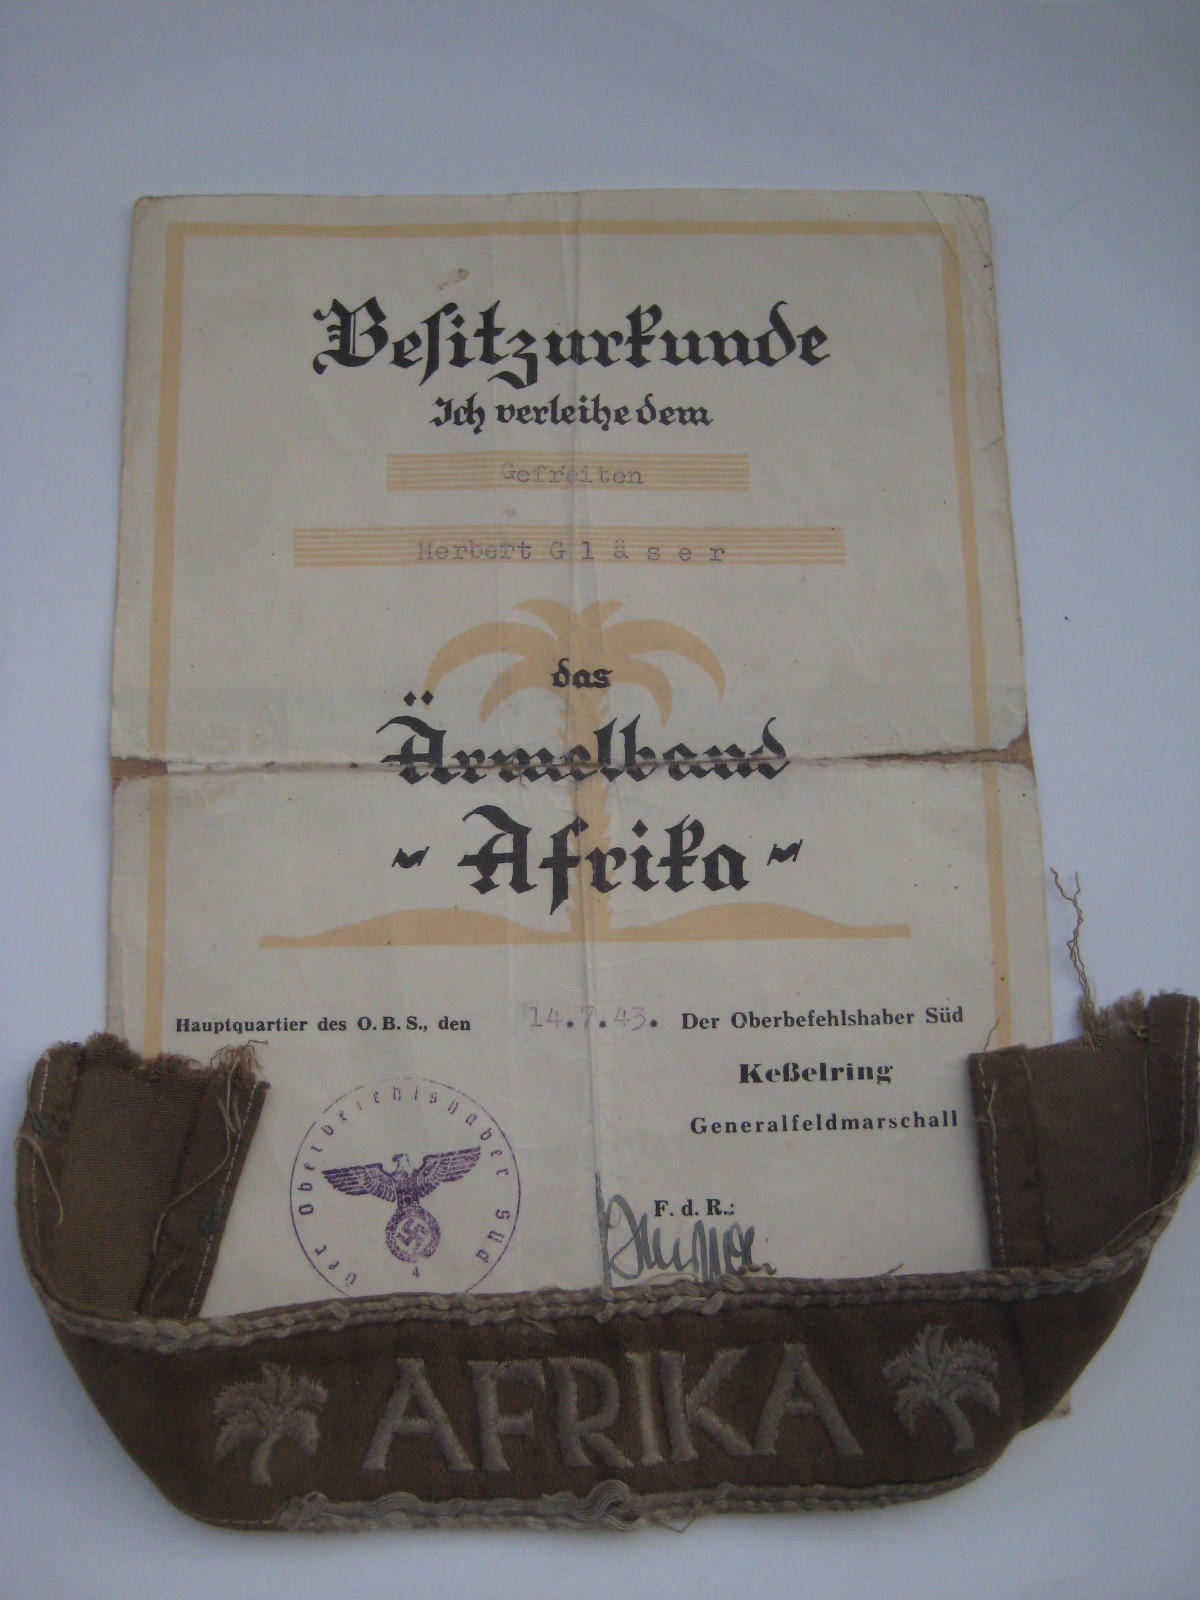 Besitzurkunde
Ich verleihe dem
Gefreiten
Herbert Gläser
das
Ärmelband
"Afrika"
Hauptquartier des O.B.S., den 14.7.43. Der Oberbefehlshaber Süd
Keßelring
Generalfeldmarschall
Der Oberbefehlshaber Süd
4
F. d. R.:
AFRIKA